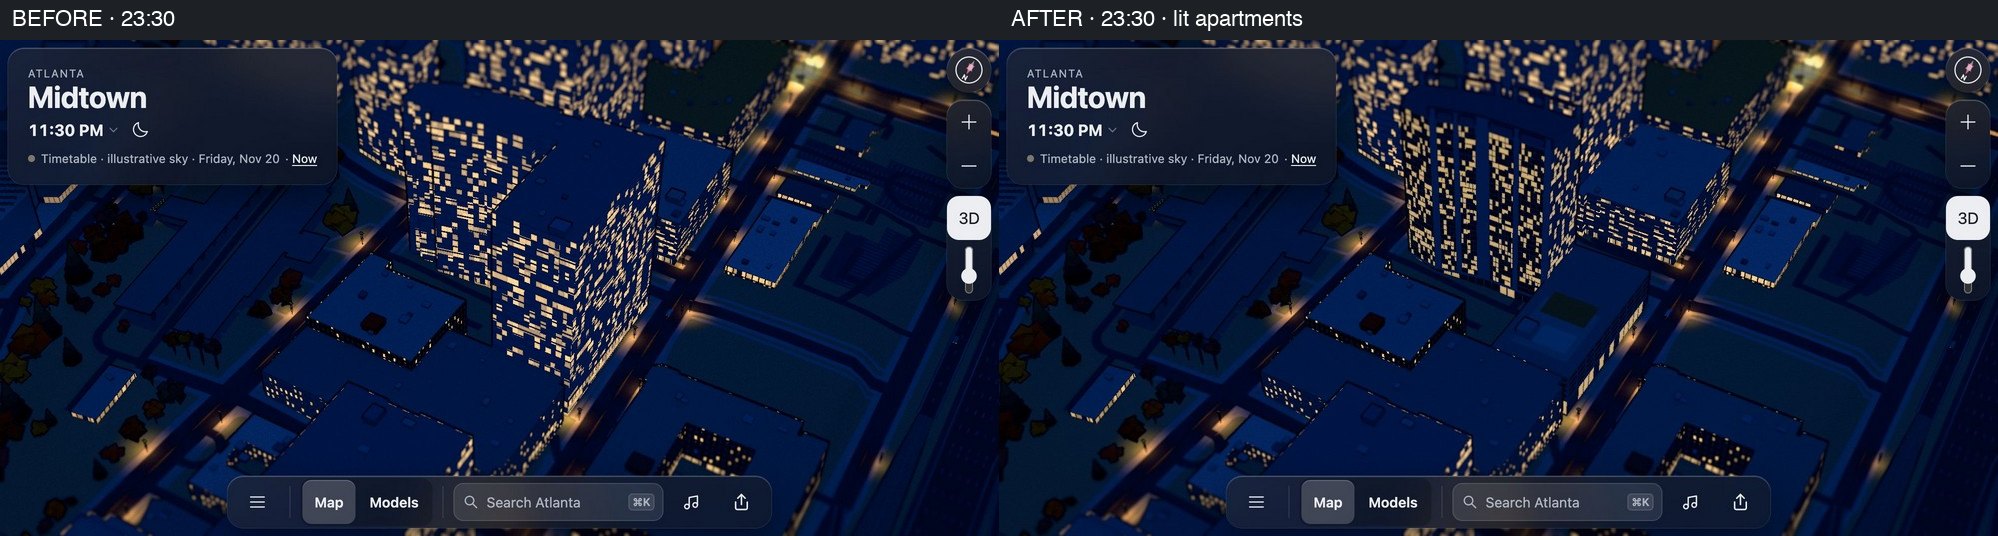 BEFORE · 23:30
ATLANTA
Midtown
11:30 PM
Timetable · illustrative sky · Friday, Nov 20 · Now
N
3D
Map Models Search Atlanta ⌘K
AFTER · 23:30 · lit apartments
ATLANTA
Midtown
11:30 PM
Timetable · illustrative sky · Friday, Nov 20 · Now
N
3D
Map Models Search Atlanta ⌘K